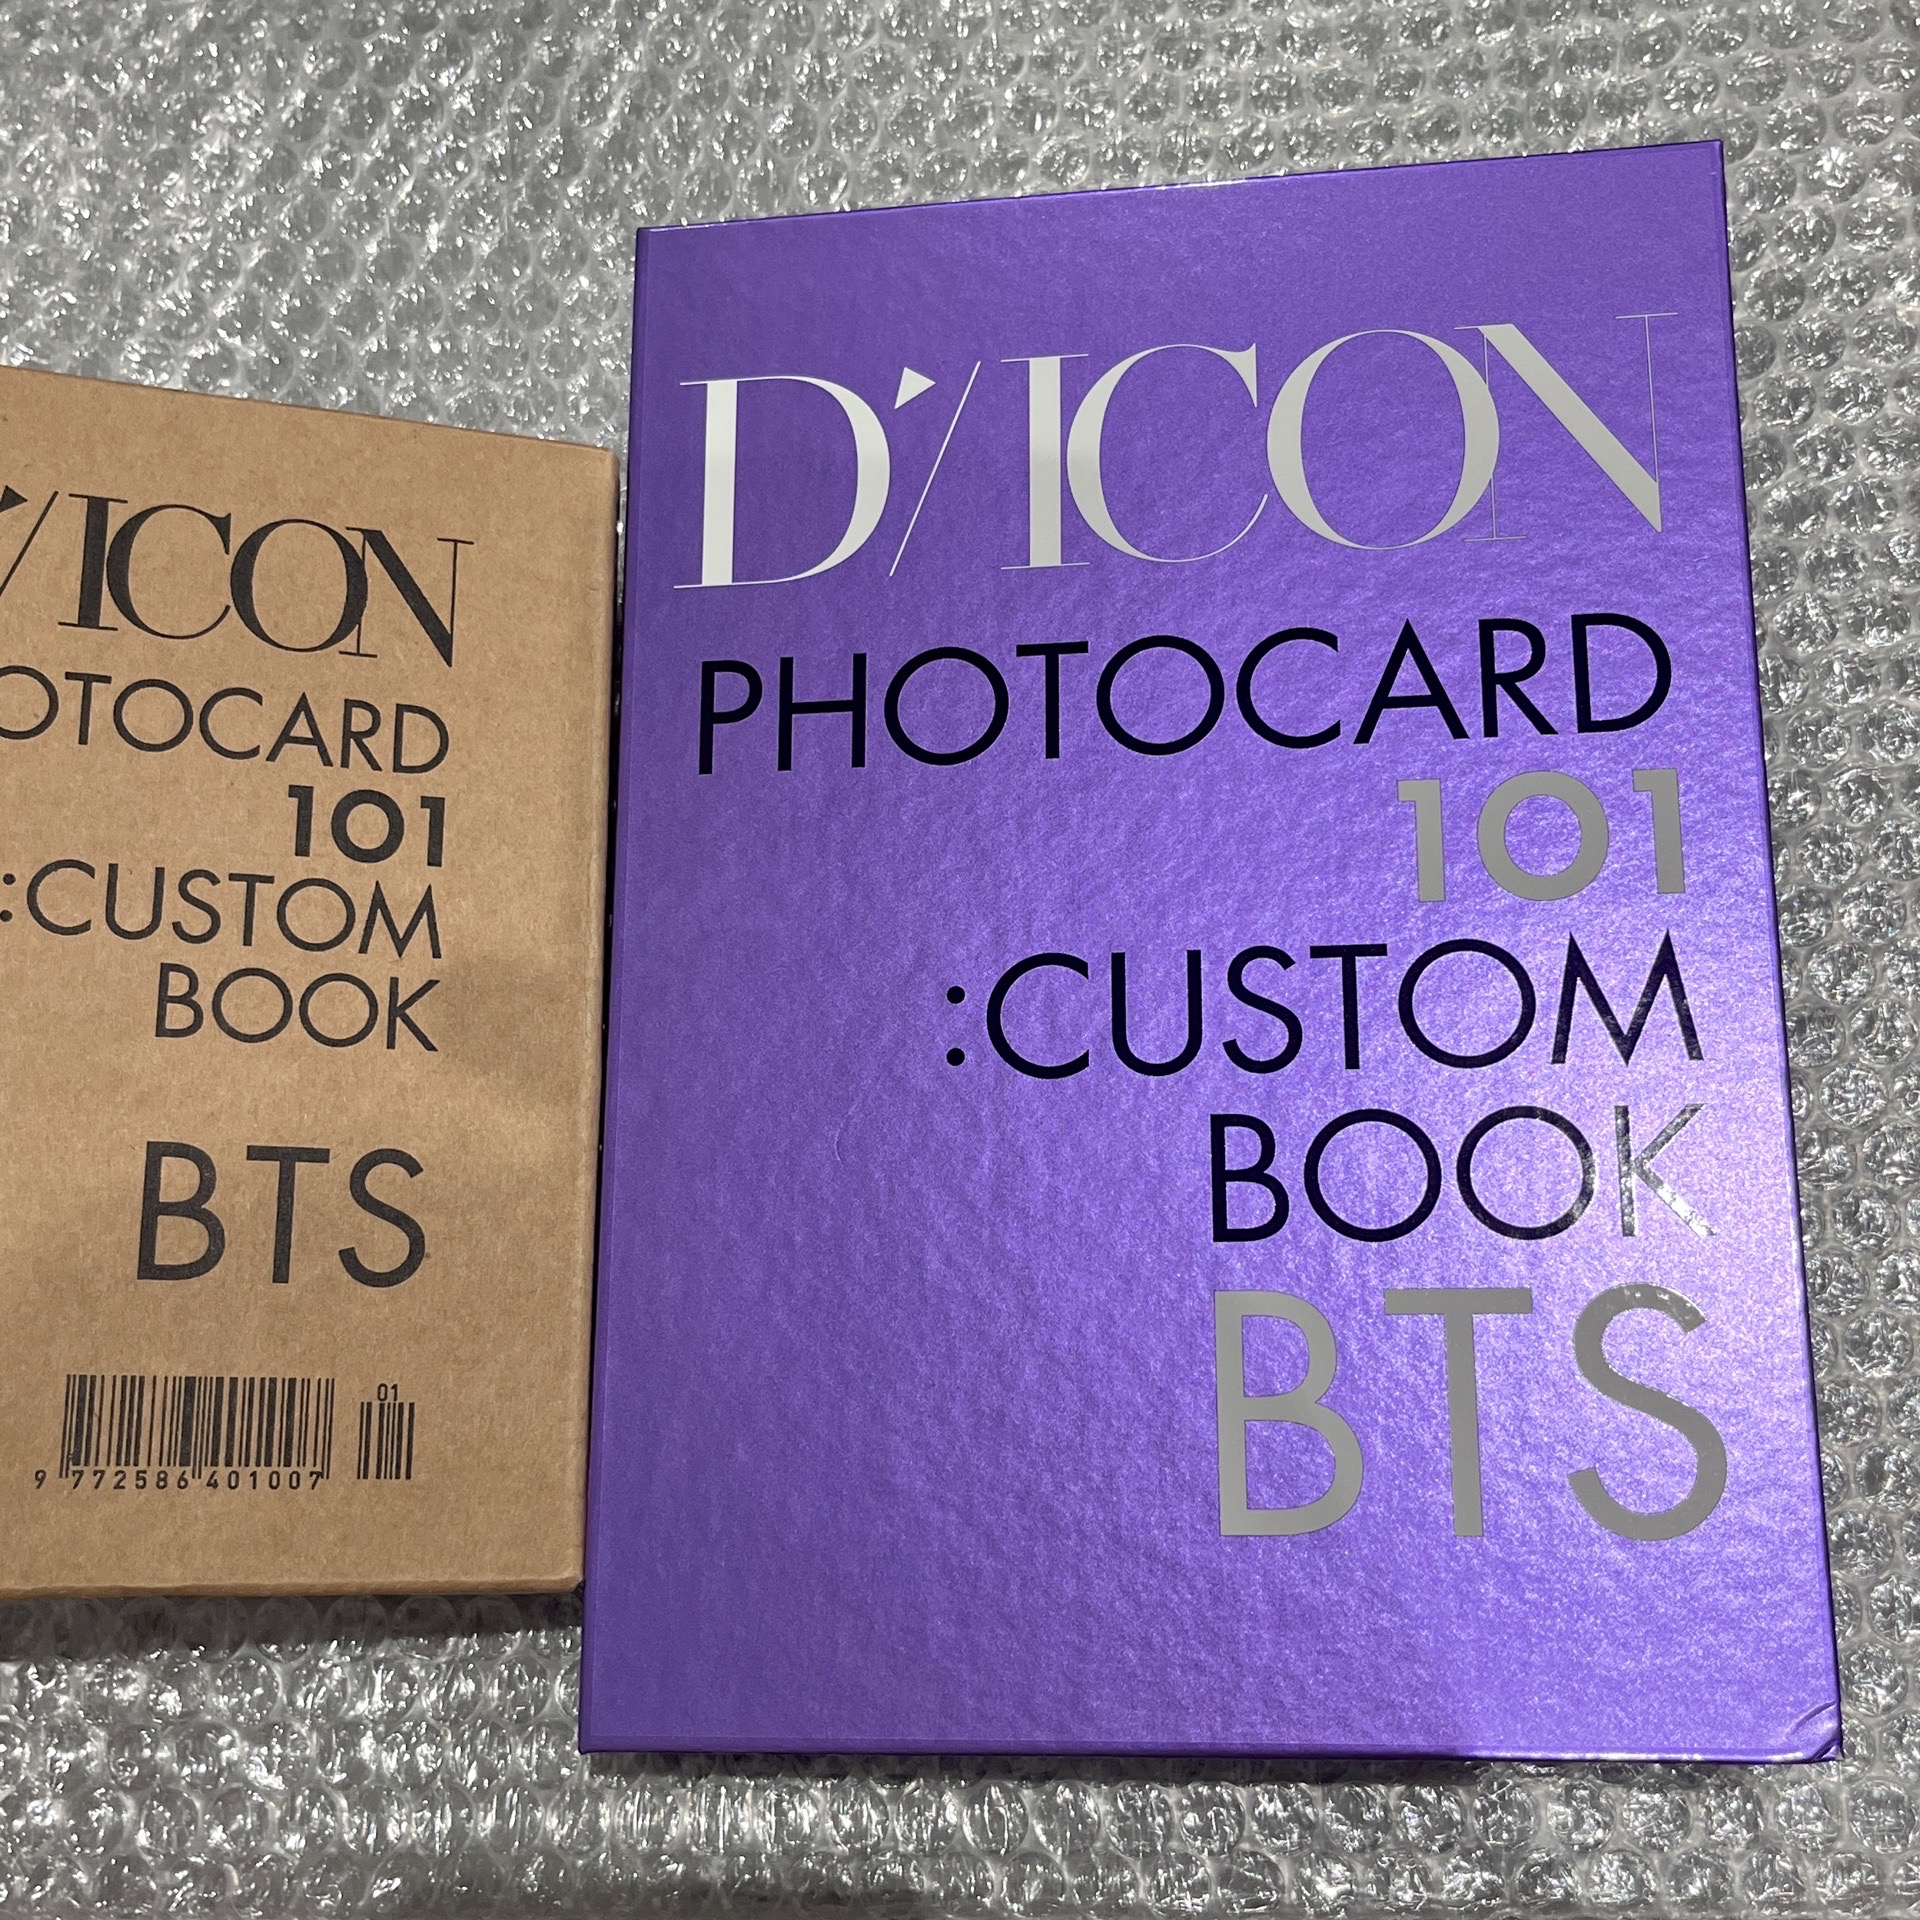 /ICON
OTOCARD
101
:CUSTOM
BOOK
BTS
01
9 772586 401007
D'/ICON
PHOTOCARD
101
:CUSTOM
BOOK
BTS